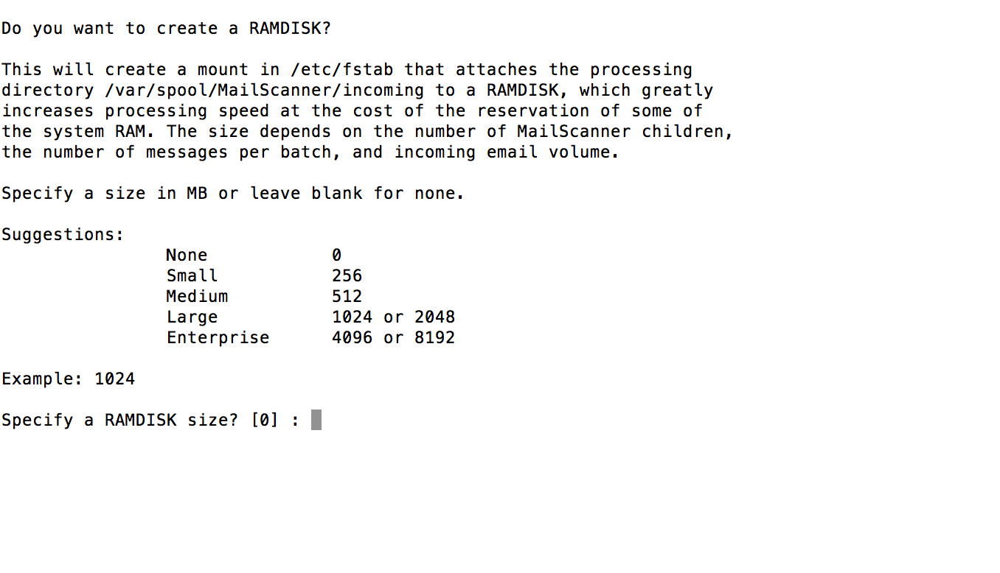 Do you want to create a RAMDISK?
This will create a mount in /etc/fstab that attaches the processing
directory /var/spool/MailScanner/incoming to a RAMDISK, which greatly
increases processing speed at the cost of the reservation of some of
the system RAM. The size depends on the number of MailScanner children,
the number of messages per batch, and incoming email volume.
Specify a size in MB or leave blank for none.
Suggestions:
None 0
Small 256
Medium 512
Large 1024 or 2048
Enterprise 4096 or 8192
Example: 1024
Specify a RAMDISK size? [0] :